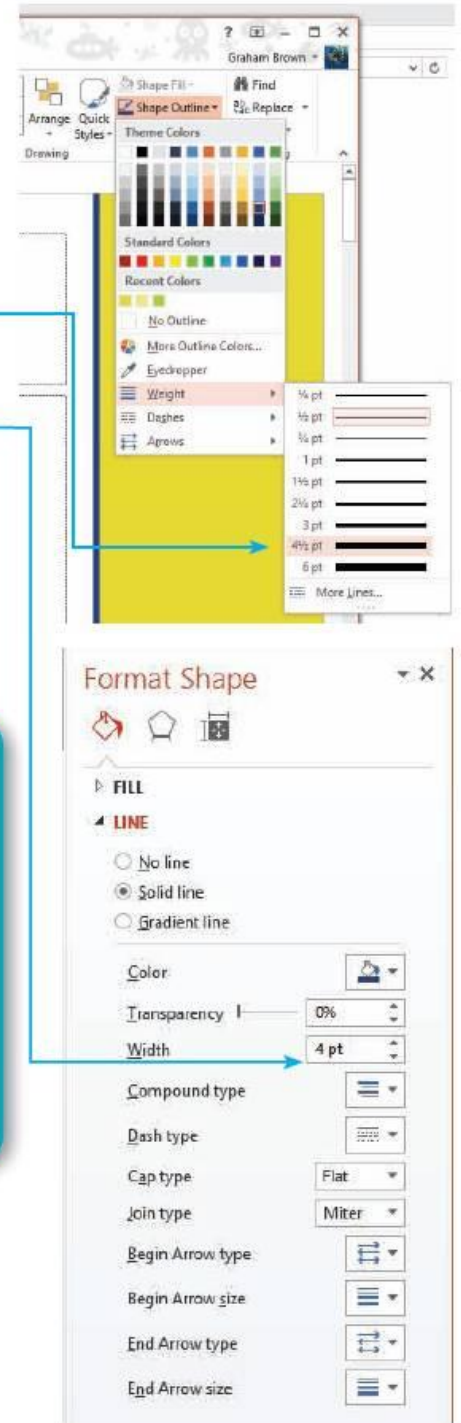 ?
Graham Brown
Arrange
Quick
Styles
Shape Fill
Shape Outline
Find
Replace
Drawing
Theme Colors
Standard Colors
Recent Colors
No Outline
More Outline Colors...
Eyedropper
Weight
Dashes
Arrows
¼ pt
½ pt
¾ pt
1 pt
1½ pt
2¼ pt
3 pt
4½ pt
6 pt
More Lines...
Format Shape
FILL
LINE
No line
Solid line
Gradient line
Color
Transparency 0%
Width 4 pt
Compound type
Dash type
Cap type Flat
Join type Miter
Begin Arrow type
Begin Arrow size
End Arrow type
End Arrow size